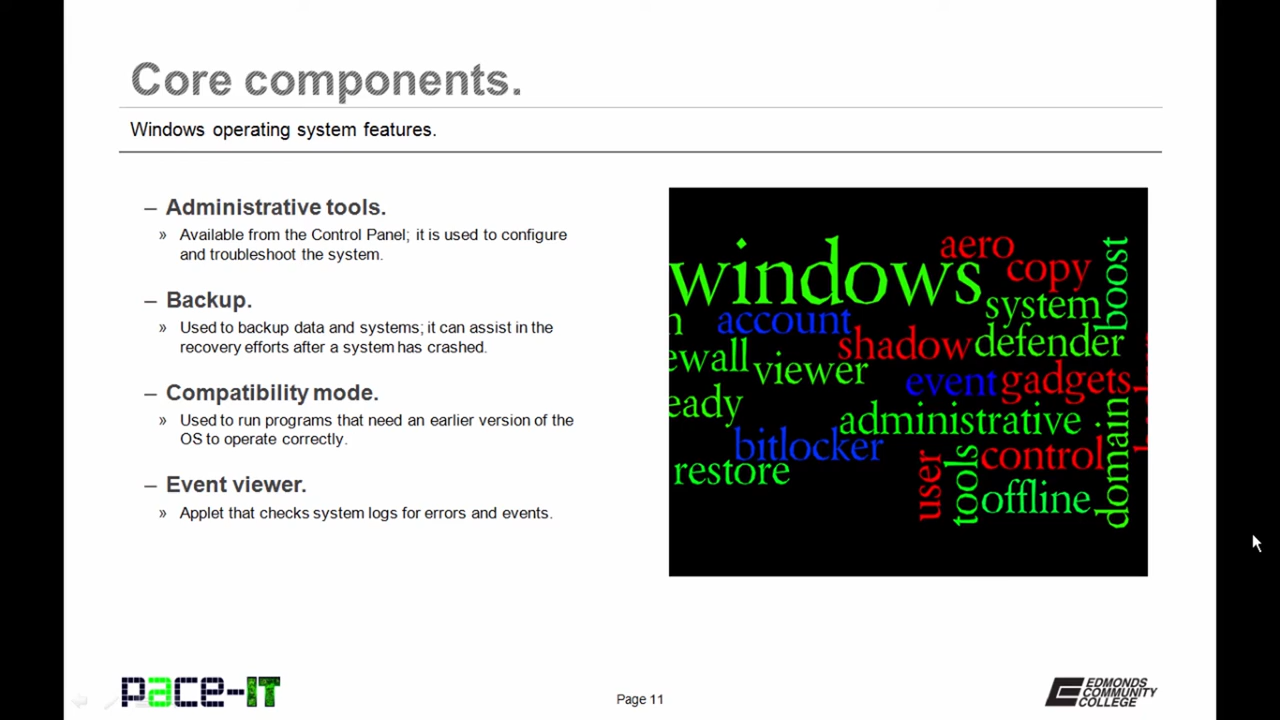 Core components.
Windows operating system features.
– Administrative tools.
» Available from the Control Panel; it is used to configure
and troubleshoot the system.
– Backup.
» Used to backup data and systems; it can assist in the
recovery efforts after a system has crashed.
– Compatibility mode.
» Used to run programs that need an earlier version of the
OS to operate correctly.
– Event viewer.
» Applet that checks system logs for errors and events.
windows
aero
copy
boost
system
account
shadow
defender
ewall
viewer
event
gadgets
eady
administrative
domain
bitlocker
restore
user
tools
control
offline
pace-IT
Page 11
EDMONDS
COMMUNITY
COLLEGE